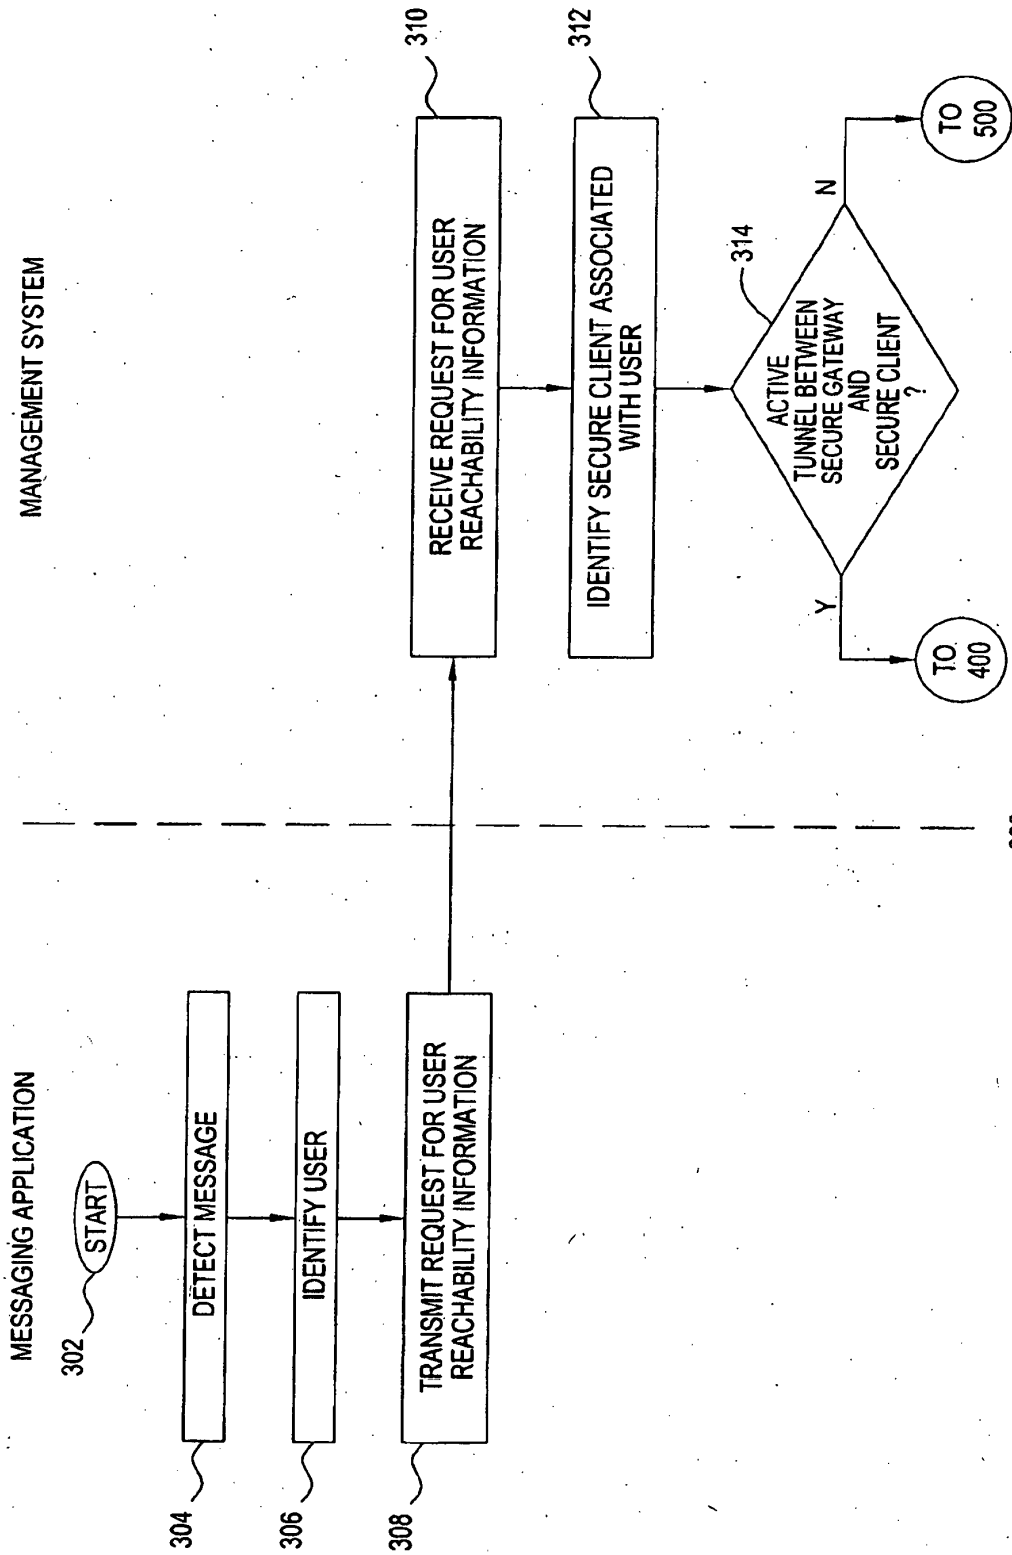 MESSAGING APPLICATION
302
START
304
DETECT MESSAGE
306
IDENTIFY USER
308
TRANSMIT REQUEST FOR USER
REACHABILITY INFORMATION
MANAGEMENT SYSTEM
310
RECEIVE REQUEST FOR USER
REACHABILITY INFORMATION
312
IDENTIFY SECURE CLIENT ASSOCIATED
WITH USER
314
ACTIVE
TUNNEL BETWEEN
SECURE GATEWAY
AND
SECURE CLIENT
?
Y
N
TO
400
TO
500